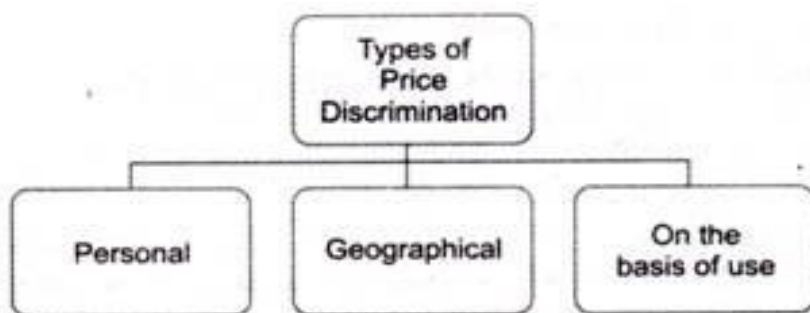 Types of
Price
Discrimination
Personal
Geographical
On the
basis of use